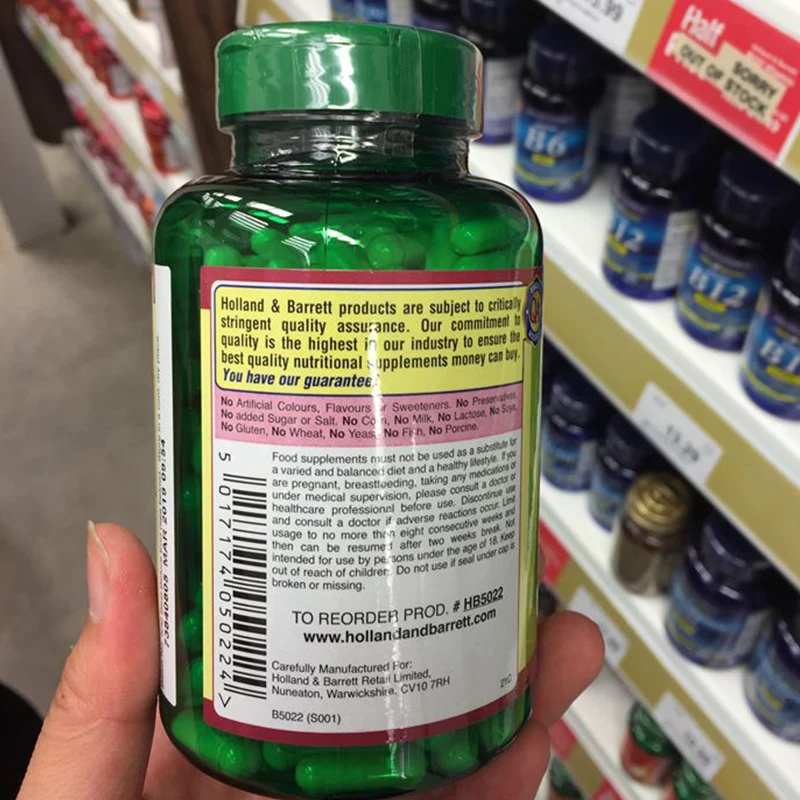 Holland & Barrett products are subject to critically
stringent quality assurance. Our commitment to
quality is the highest in our industry to ensure the
best quality nutritional supplements money can buy.
You have our guarantee.
No Artificial Colours, Flavours or Sweeteners. No Preservatives,
No added Sugar or Salt. No Corn, No Milk, No Lactose, No Soya,
No Gluten, No Wheat, No Yeast, No Fish, No Porcine.
Food supplements must not be used as a substitute for
a varied and balanced diet and a healthy lifestyle. If you
are pregnant, breastfeeding, taking any medications or
under medical supervision, please consult a doctor or
healthcare professional before use. Discontinue use
and consult a doctor if adverse reactions occur. Limit
usage to no more than eight consecutive weeks and
then can be resumed after two weeks break. Not
intended for use by persons under the age of 18. Keep
out of reach of children. Do not use if seal under cap is
broken or missing.
TO REORDER PROD. # HB5022
www.hollandandbarrett.com
Carefully Manufactured For:
Holland & Barrett Retail Limited,
Nuneaton, Warwickshire. CV10 7RH
21G
B5022 (S001)
5 017174 050224 >
MAR 2019 09:54
Half
SORRY
OUT OF STOCK
B6
B12
B12
13.29